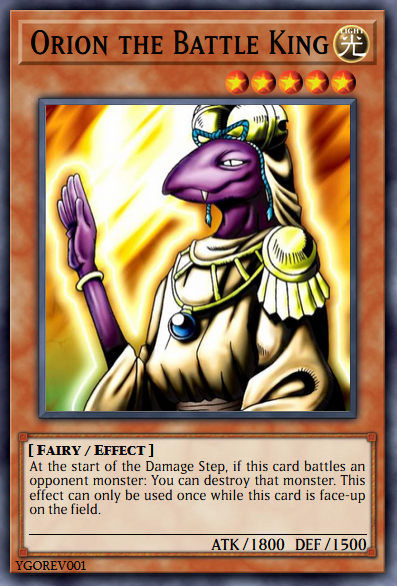 Orion the Battle King
LIGHT
光
[ Fairy / Effect ]
At the start of the Damage Step, if this card battles an
opponent monster: You can destroy that monster. This
effect can only be used once while this card is face-up
on the field.
ATK / 1800 DEF / 1500
YGOREV001